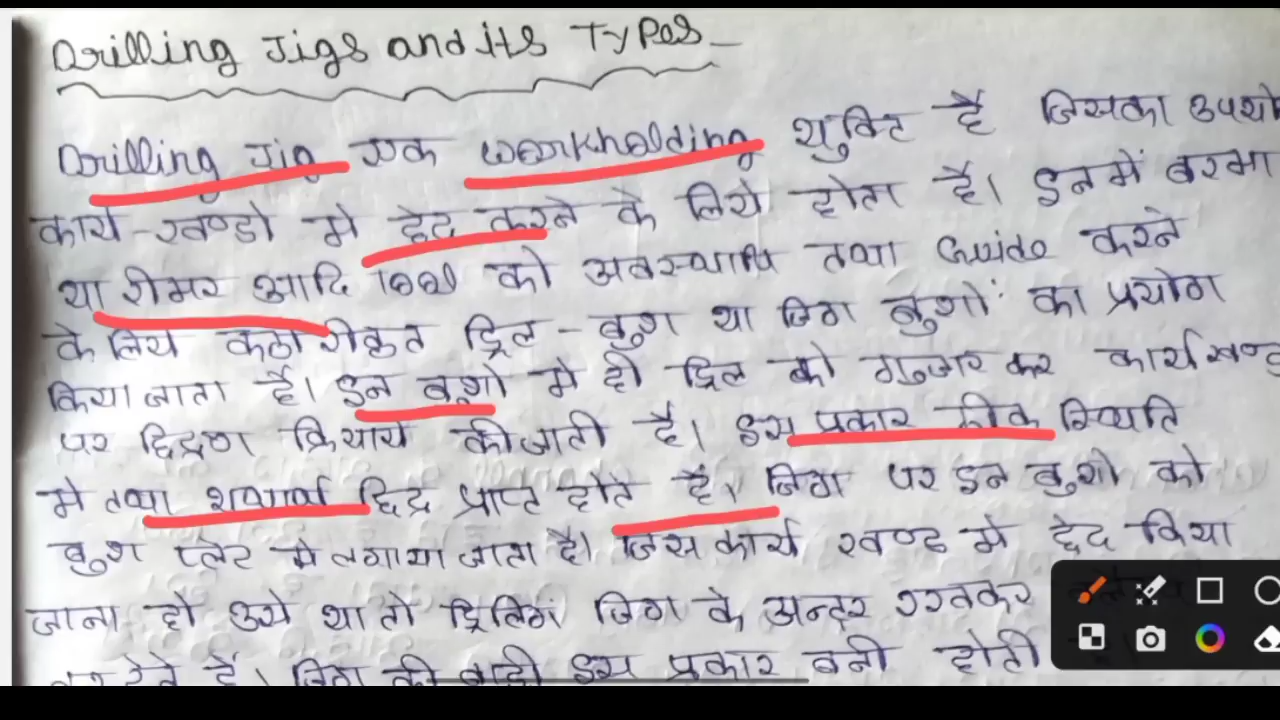 Drilling Jigs and its Types
Drilling Jig एक workholding युक्ति है जिसका उपयो
कार्य-खण्डो मे छेद करने के लिये होता है। इनमें बरमा
या रीमर आदि tool को अवस्थापि तथा Guide करने
के लिये कठोरीकृत ड्रिल-बुश या जिग बुशों का प्रयोग
किया जाता है। इन बुशो मे ही ड्रिल को गुजार कर कार्यखण्ड
पर छिद्रण क्रियाये की जाती है। इस प्रकार ठीक स्थिति
मे तथा यथार्थ छिद्र प्राप्त होते है। जिग पर इन बुशो को
बुश प्लेट मे लगाया जाता है। जिस कार्य खण्ड मे छेद किया
जाना हो उसे या तो ड्रिलिंग जिग के अन्दर रखकर
देते हैं। जिग की बाडी इस प्रकार बनी होती